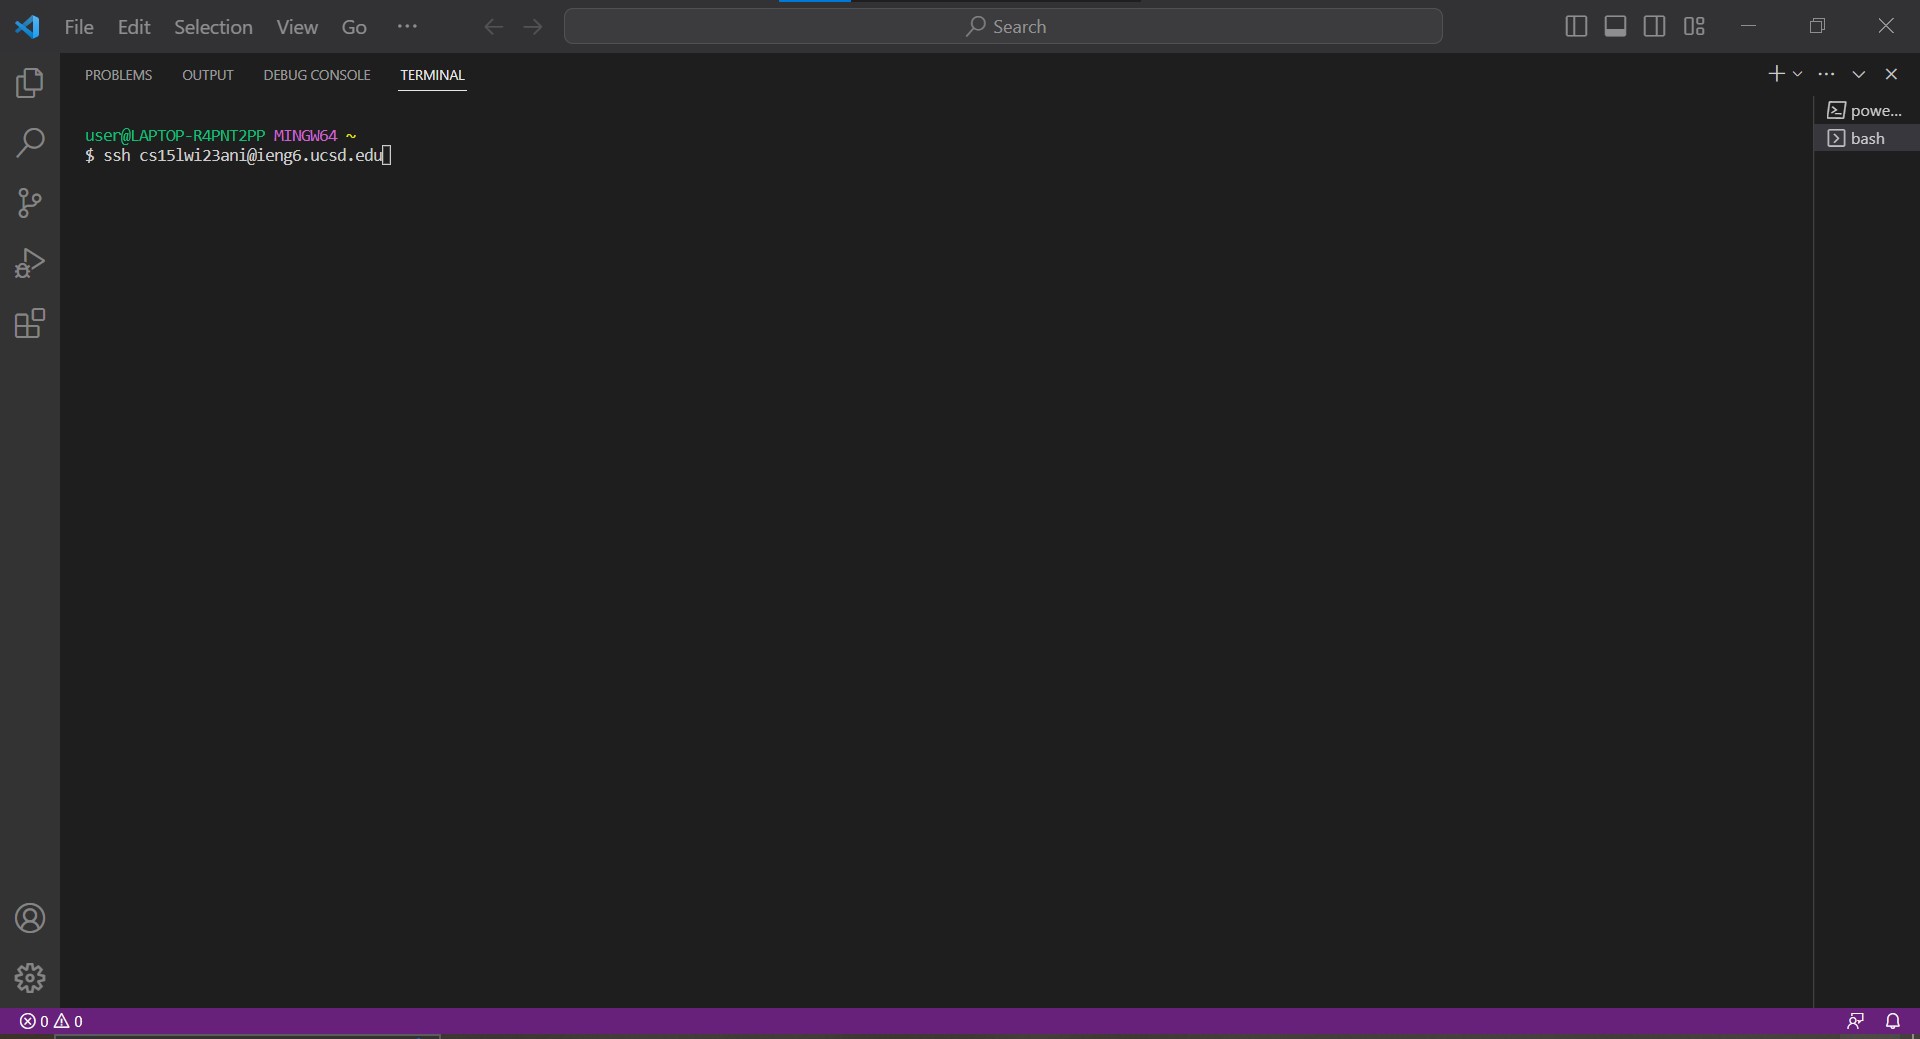 File Edit Selection View Go ···
Search
PROBLEMS OUTPUT DEBUG CONSOLE TERMINAL
powe...
bash
user@LAPTOP-R4PNT2PP MINGW64 ~
$ ssh cs15lwi23ani@ieng6.ucsd.edu
0 0